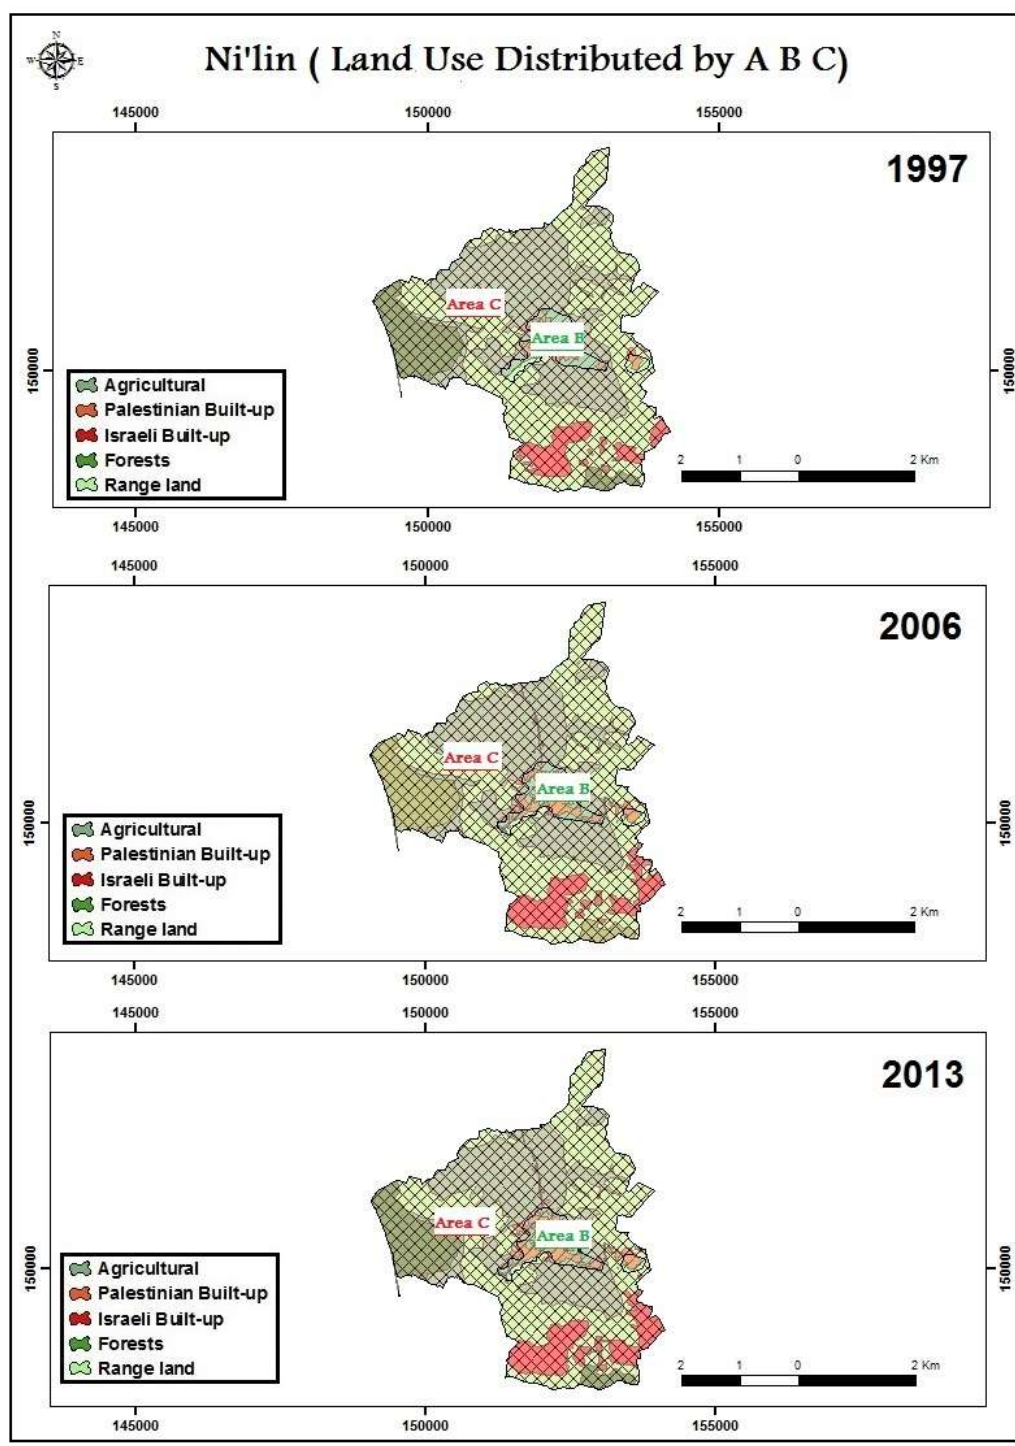 N
W E
S
Ni'lin ( Land Use Distributed by A B C)
145000 150000 155000
1997
Area C
Area B
150000 150000
Agricultural
Palestinian Built-up
Israeli Built-up
Forests
Range land
2 1 0 2 Km
145000 150000 155000
145000 150000 155000
2006
Area C
Area B
150000 150000
Agricultural
Palestinian Built-up
Israeli Built-up
Forests
Range land
2 1 0 2 Km
145000 150000 155000
145000 150000 155000
2013
Area C
Area B
150000 150000
Agricultural
Palestinian Built-up
Israeli Built-up
Forests
Range land
2 1 0 2 Km
145000 150000 155000